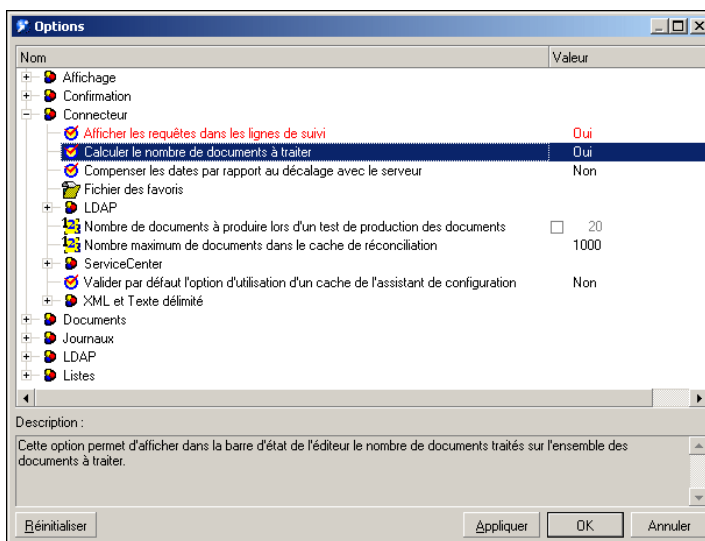 Options
Nom Valeur
Affichage
Confirmation
Connecteur
Afficher les requêtes dans les lignes de suivi Oui
Calculer le nombre de documents à traiter Oui
Compenser les dates par rapport au décalage avec le serveur Non
Fichier des favoris
LDAP
Nombre de documents à produire lors d'un test de production des documents 20
Nombre maximum de documents dans le cache de réconciliation 1000
ServiceCenter
Valider par défaut l'option d'utilisation d'un cache de l'assistant de configuration Non
XML et Texte délimité
Documents
Journaux
LDAP
Listes
Description :
Cette option permet d'afficher dans la barre d'état de l'éditeur le nombre de documents traités sur l'ensemble des
documents à traiter.
Réinitialiser Appliquer OK Annuler